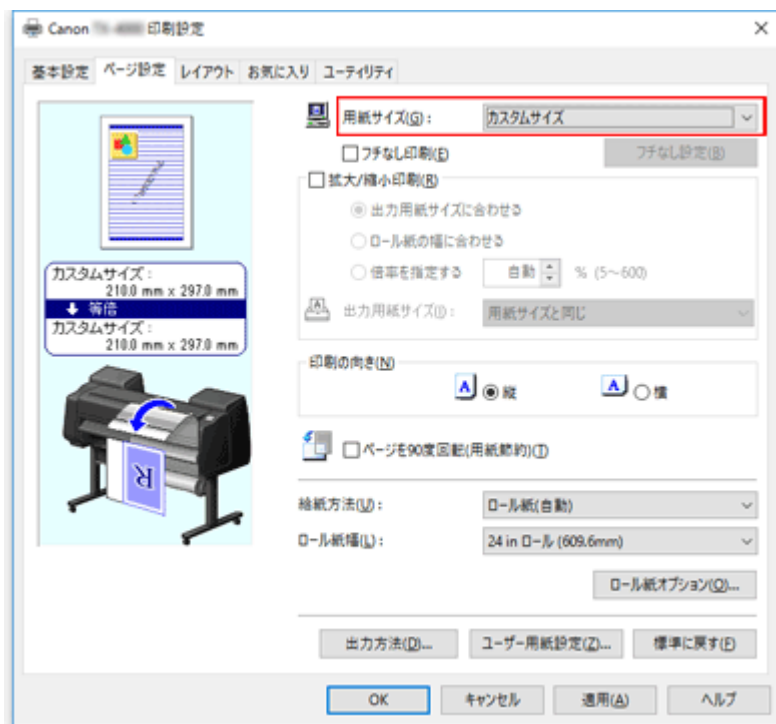 Canon 印刷設定
基本設定 ページ設定 レイアウト お気に入り ユーティリティ
用紙サイズ(G): カスタムサイズ
フチなし印刷(E) フチなし設定(B)
拡大/縮小印刷(R)
出力用紙サイズに合わせる
ロール紙の幅に合わせる
倍率を指定する 自動 % (5～600)
出力用紙サイズ(I): 用紙サイズと同じ
カスタムサイズ:
210.0 mm x 297.0 mm
等倍
カスタムサイズ:
210.0 mm x 297.0 mm
印刷の向き(N)
A 縦 A 横
ページを90度回転(用紙節約)(T)
R
給紙方法(U): ロール紙(自動)
ロール紙幅(L): 24 in ロール (609.6mm)
ロール紙オプション(O)...
出力方法(D)... ユーザー用紙設定(Z)... 標準に戻す(F)
OK キャンセル 適用(A) ヘルプ